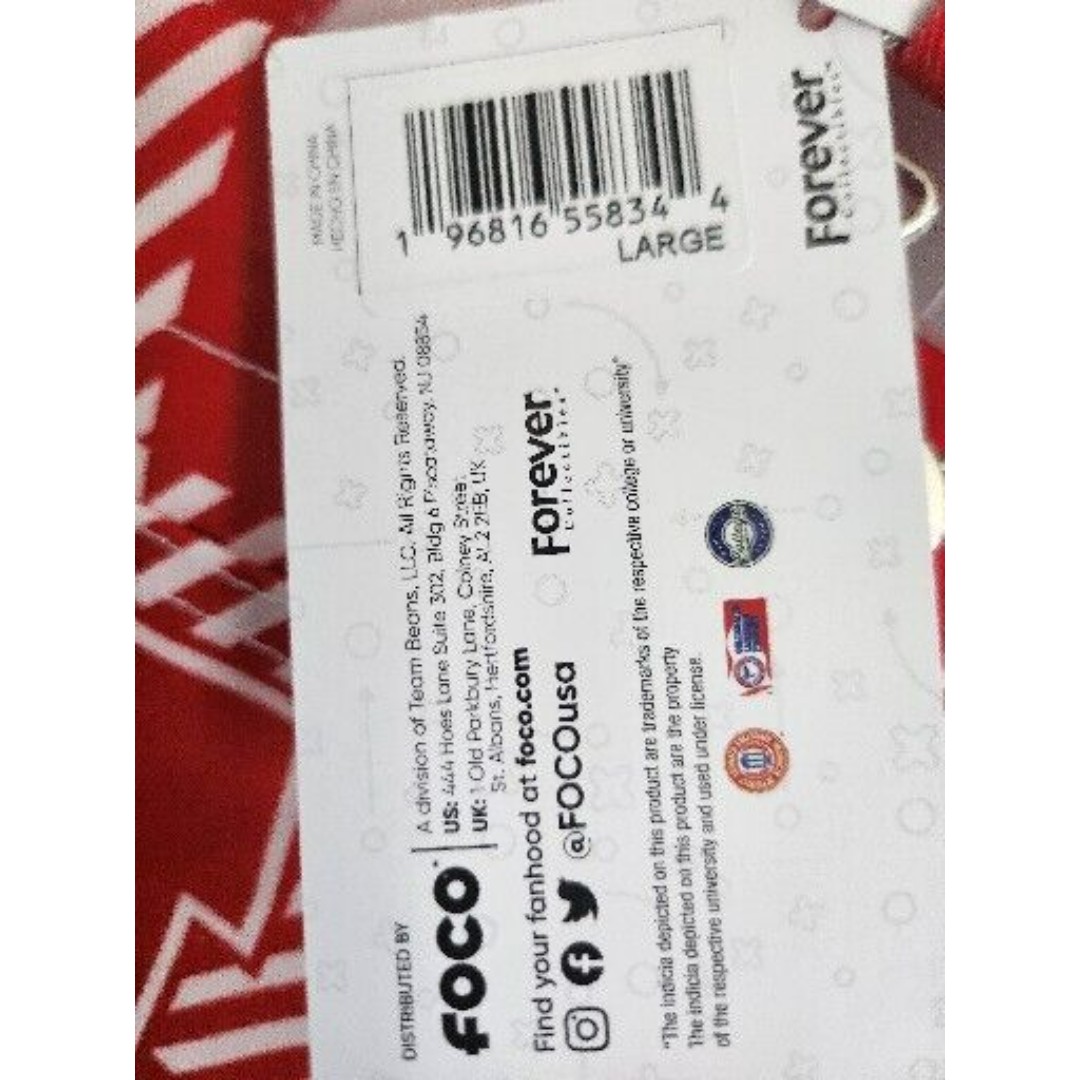 MADE IN CHINA
HECHO EN CHINA
1 96816 55834 4
LARGE
Forever
Collectibles
DISTRIBUTED BY
FOCO
A division of Team Beans, LLC. All Rights Reserved.
US: 444 Hoes Lane Suite 302, Bldg 6 Piscataway, NJ 08854
UK: 1 Old Parkbury Lane, Colney Street
St. Albans, Hertfordshire, AL2 2EB, UK
Find your fanhood at foco.com
@FOCOusa
Forever
Collectibles
"The indicia depicted on this product are trademarks of the respective college or university"
The indicia depicted on this product are the property
of the respective university and used under license.